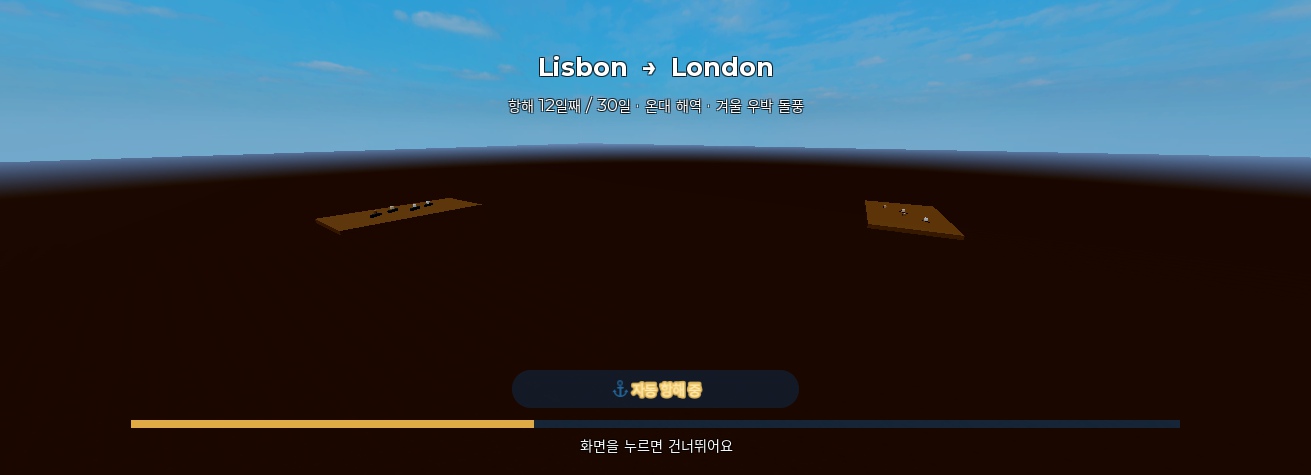 Lisbon → London
항해 12일째 / 30일 · 온대 해역 · 겨울 우박 돌풍
⚓ 자동 항해 중
화면을 누르면 건너뛰어요